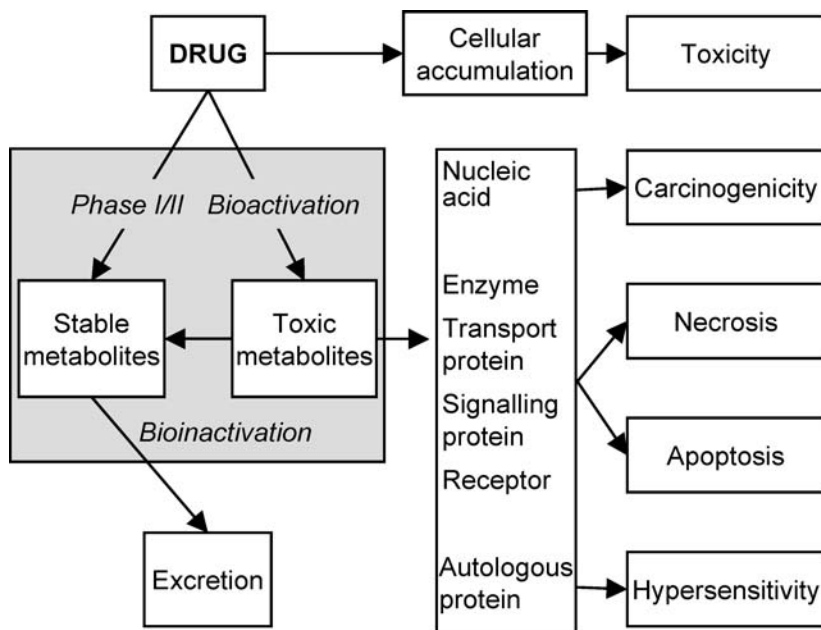 DRUG
Cellular
accumulation
Toxicity
Phase I/II
Bioactivation
Stable
metabolites
Toxic
metabolites
Bioinactivation
Excretion
Nucleic
acid
Enzyme
Transport
protein
Signalling
protein
Receptor
Autologous
protein
Carcinogenicity
Necrosis
Apoptosis
Hypersensitivity